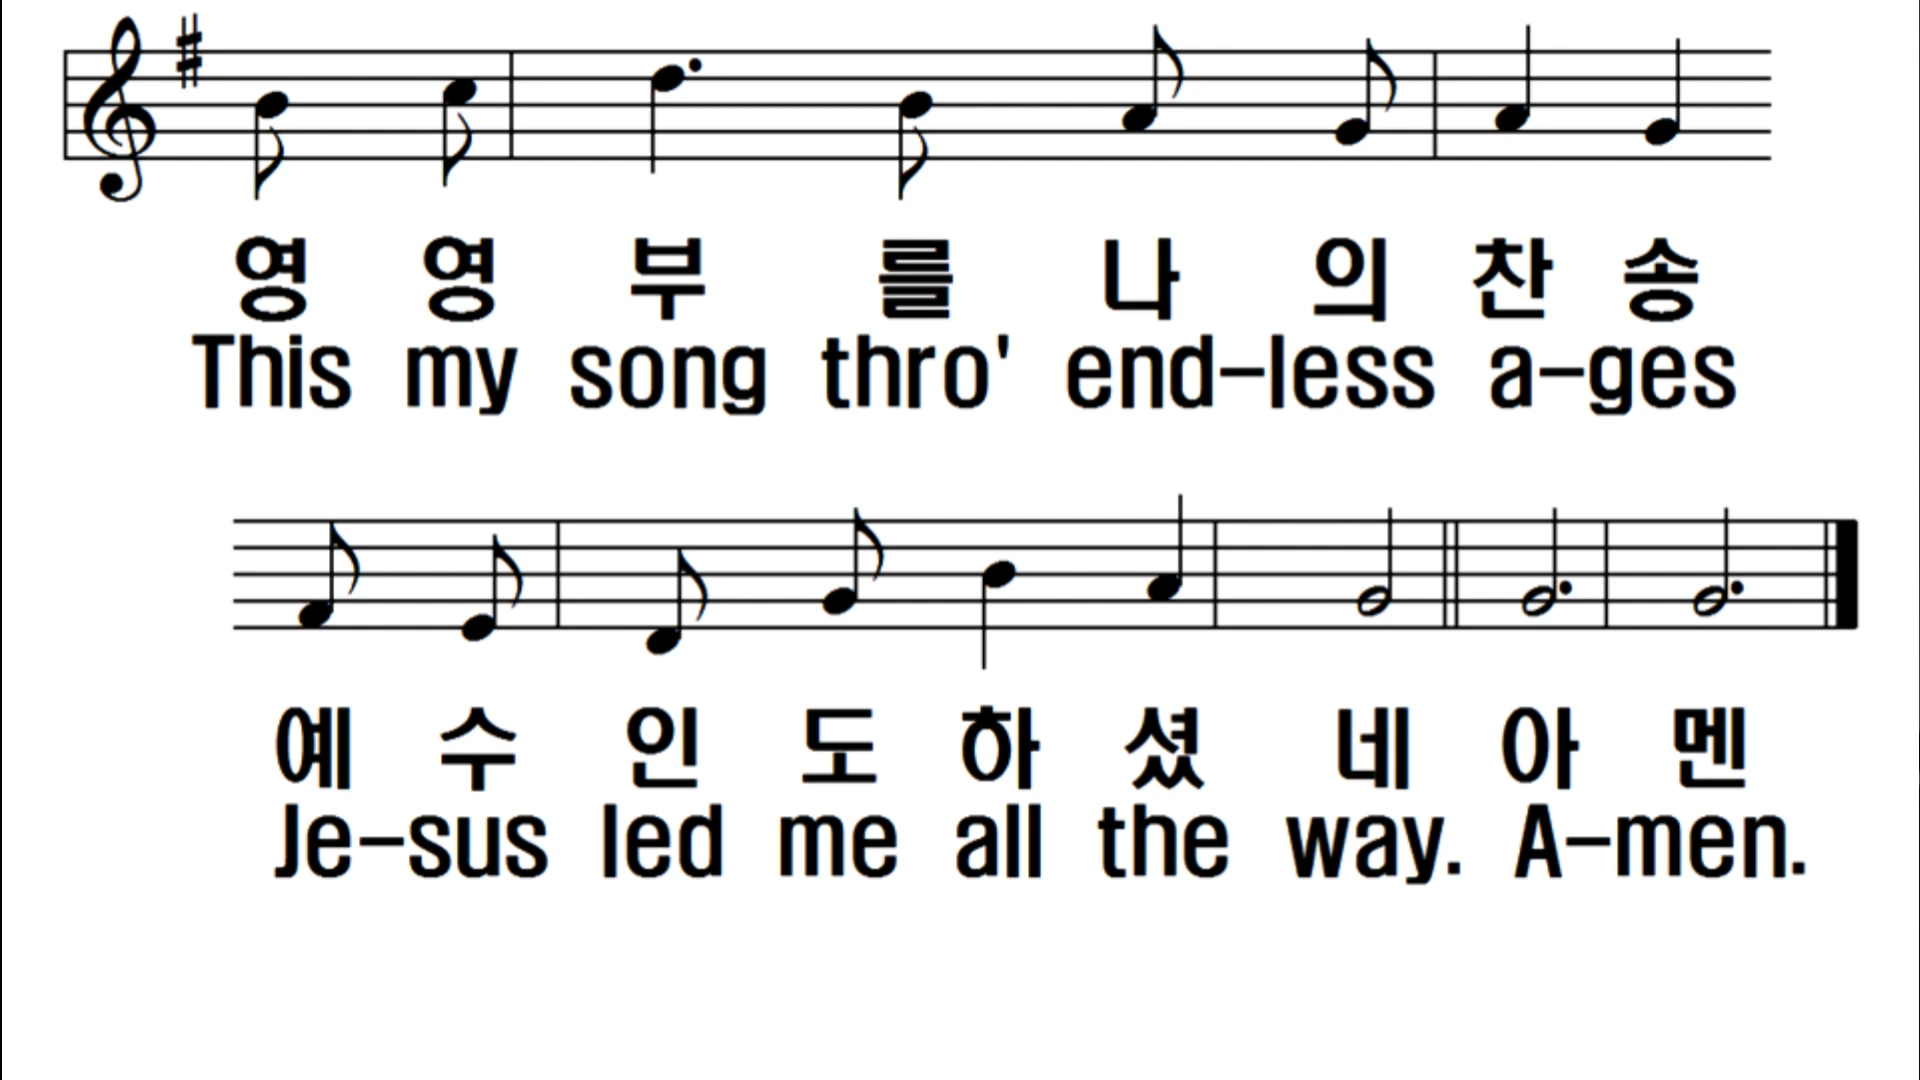 영 영 부 를 나 의 찬 송
This my song thro' end-less a-ges
예 수 인 도 하 셨 네 아 멘
Je-sus led me all the way. A-men.